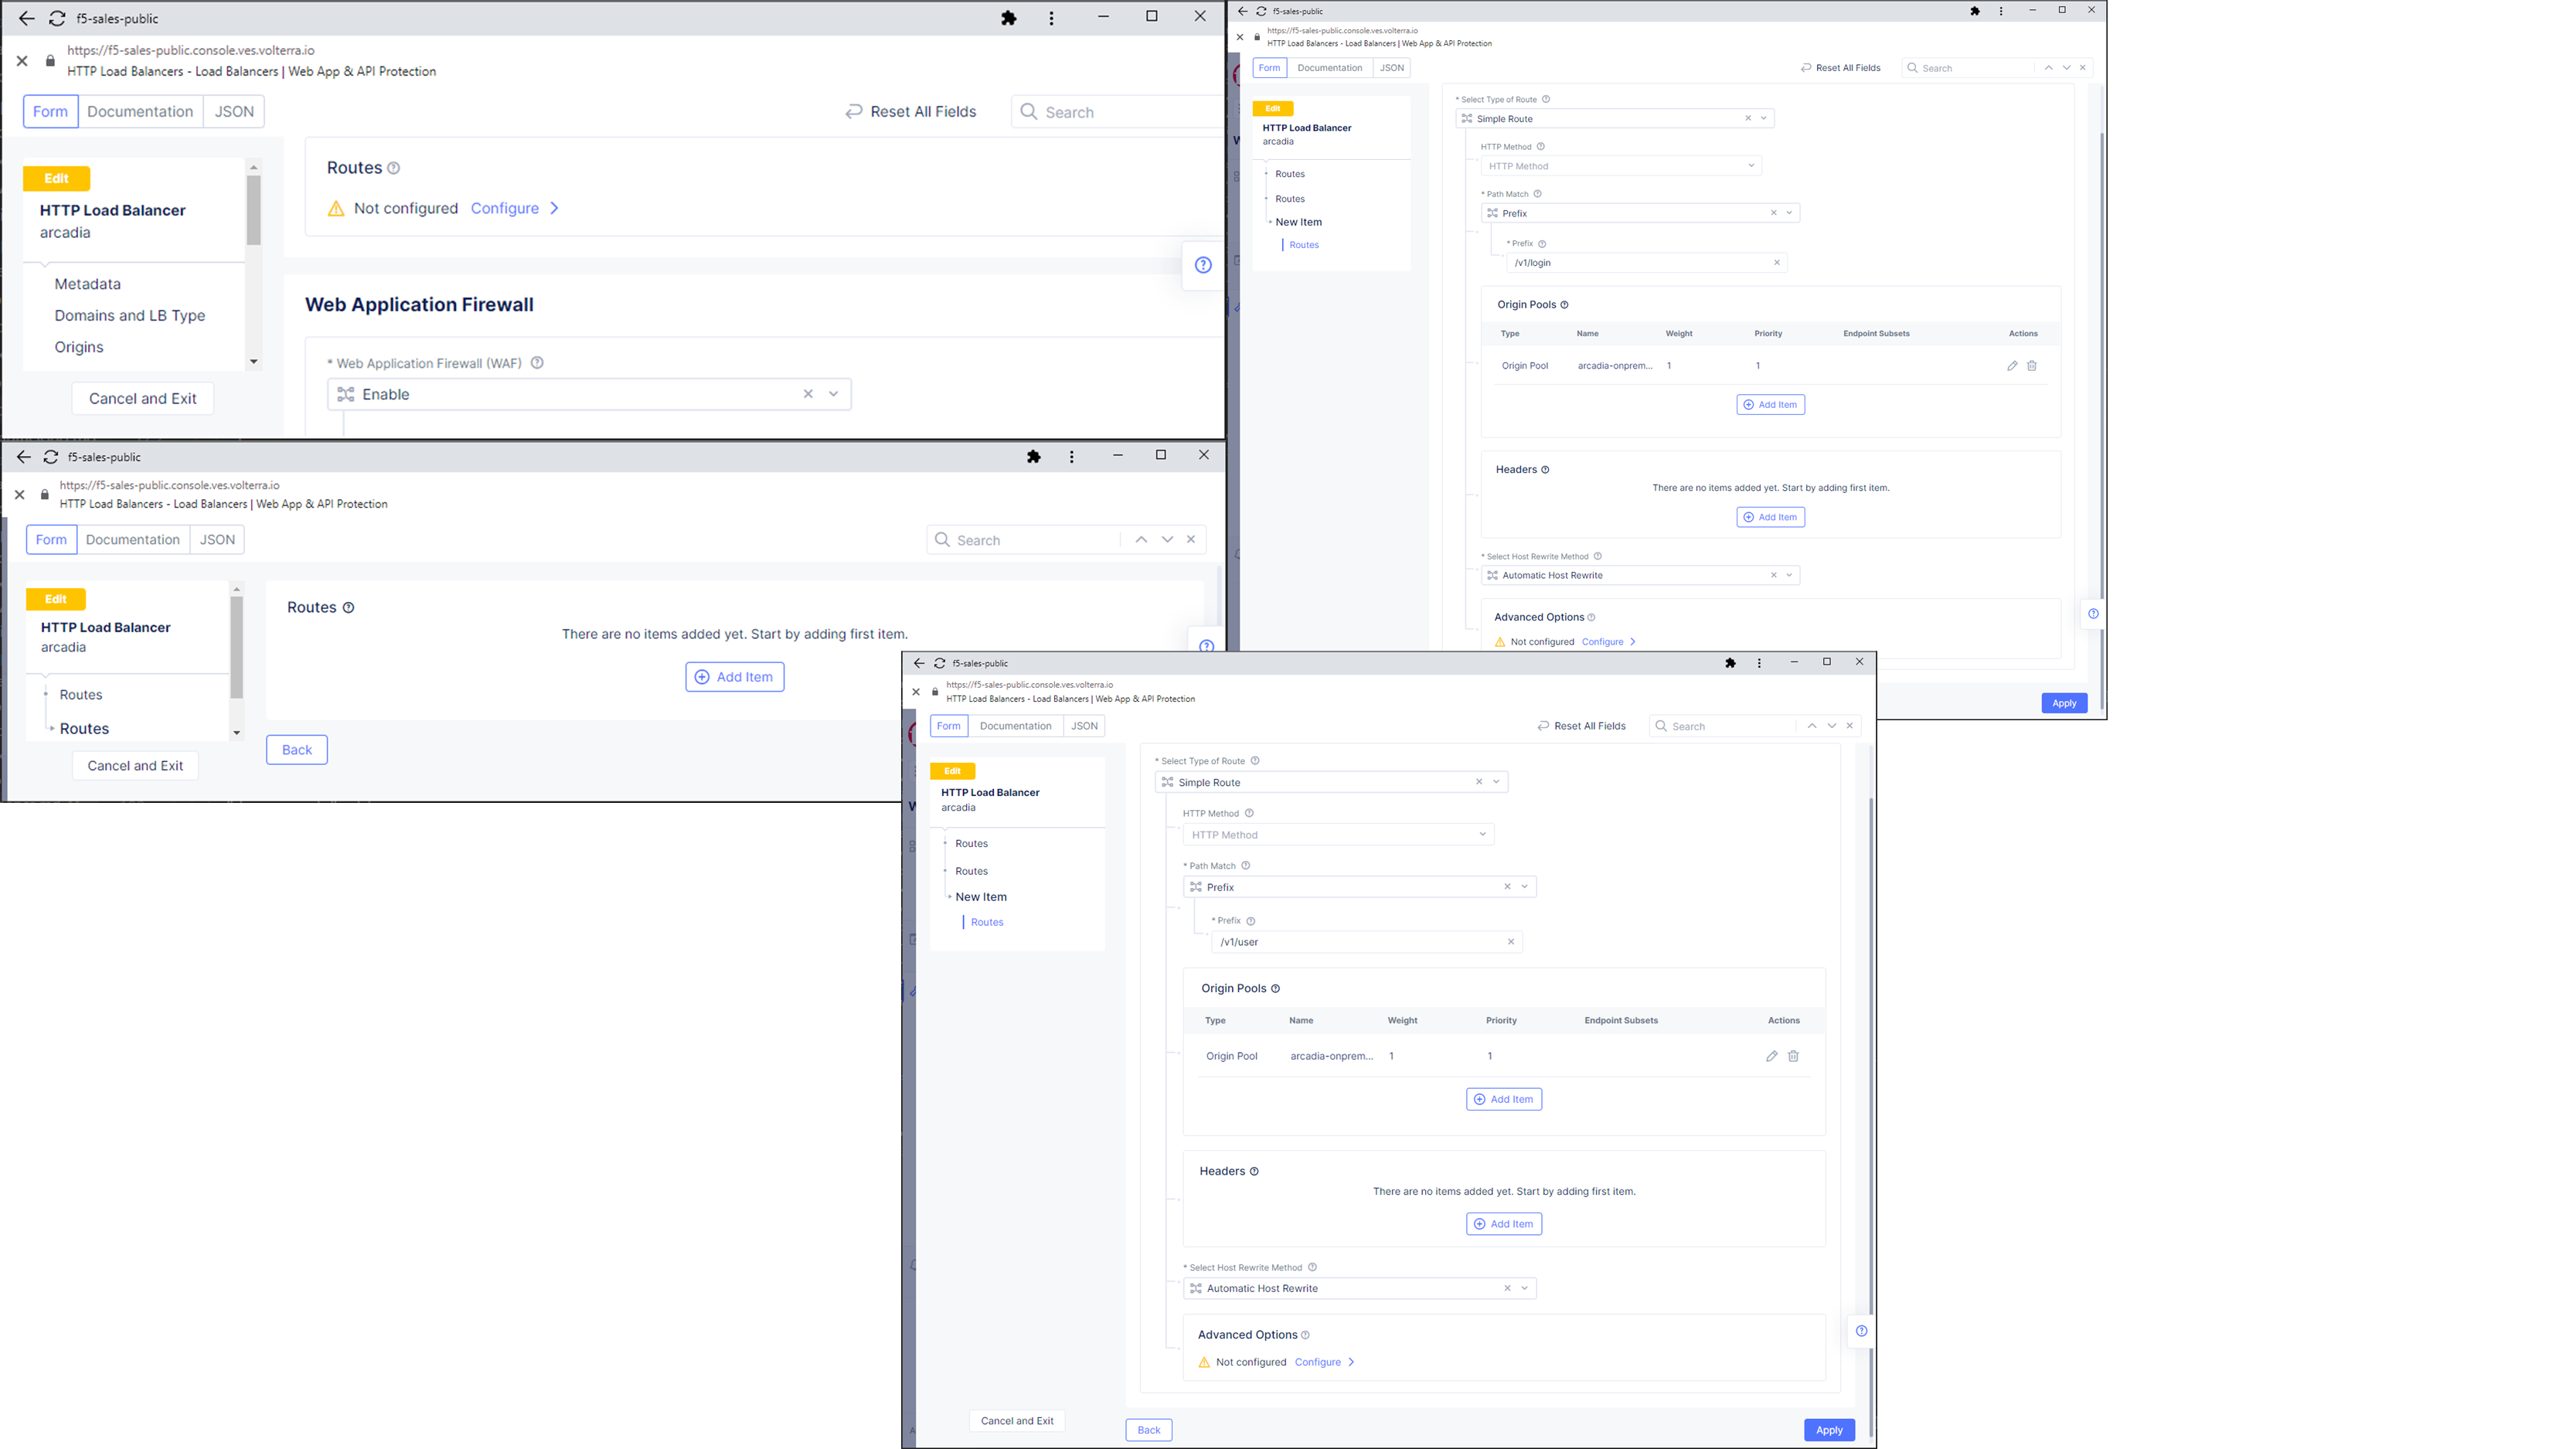 f5-sales-public
https://f5-sales-public.console.ves.volterra.io
HTTP Load Balancers - Load Balancers | Web App & API Protection
Form Documentation JSON
Reset All Fields
Search
Edit
HTTP Load Balancer
arcadia
Metadata
Domains and LB Type
Origins
Cancel and Exit
Routes
Not configured Configure
Web Application Firewall
* Web Application Firewall (WAF)
Enable
f5-sales-public
https://f5-sales-public.console.ves.volterra.io
HTTP Load Balancers - Load Balancers | Web App & API Protection
Form Documentation JSON
Search
Edit
HTTP Load Balancer
arcadia
Routes
Routes
Cancel and Exit
Routes
There are no items added yet. Start by adding first item.
Add Item
Back
f5-sales-public
https://f5-sales-public.console.ves.volterra.io
HTTP Load Balancers - Load Balancers | Web App & API Protection
Form Documentation JSON
Reset All Fields
Search
Edit
HTTP Load Balancer
arcadia
Routes
Routes
New Item
Routes
* Select Type of Route
Simple Route
HTTP Method
HTTP Method
* Path Match
Prefix
* Prefix
/v1/login
Origin Pools
Type Name Weight Priority Endpoint Subsets Actions
Origin Pool arcadia-onprem... 1 1
Add Item
Headers
There are no items added yet. Start by adding first item.
Add Item
* Select Host Rewrite Method
Automatic Host Rewrite
Advanced Options
Not configured Configure
Apply
f5-sales-public
https://f5-sales-public.console.ves.volterra.io
HTTP Load Balancers - Load Balancers | Web App & API Protection
Form Documentation JSON
Reset All Fields
Search
Edit
HTTP Load Balancer
arcadia
Routes
Routes
New Item
Routes
* Select Type of Route
Simple Route
HTTP Method
HTTP Method
* Path Match
Prefix
* Prefix
/v1/user
Origin Pools
Type Name Weight Priority Endpoint Subsets Actions
Origin Pool arcadia-onprem... 1 1
Add Item
Headers
There are no items added yet. Start by adding first item.
Add Item
* Select Host Rewrite Method
Automatic Host Rewrite
Advanced Options
Not configured Configure
Cancel and Exit
Back
Apply